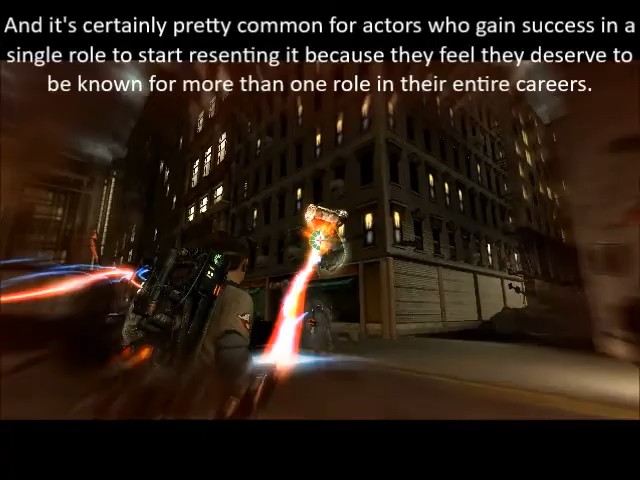 And it's certainly pretty common for actors who gain success in a
single role to start resenting it because they feel they deserve to
be known for more than one role in their entire careers.